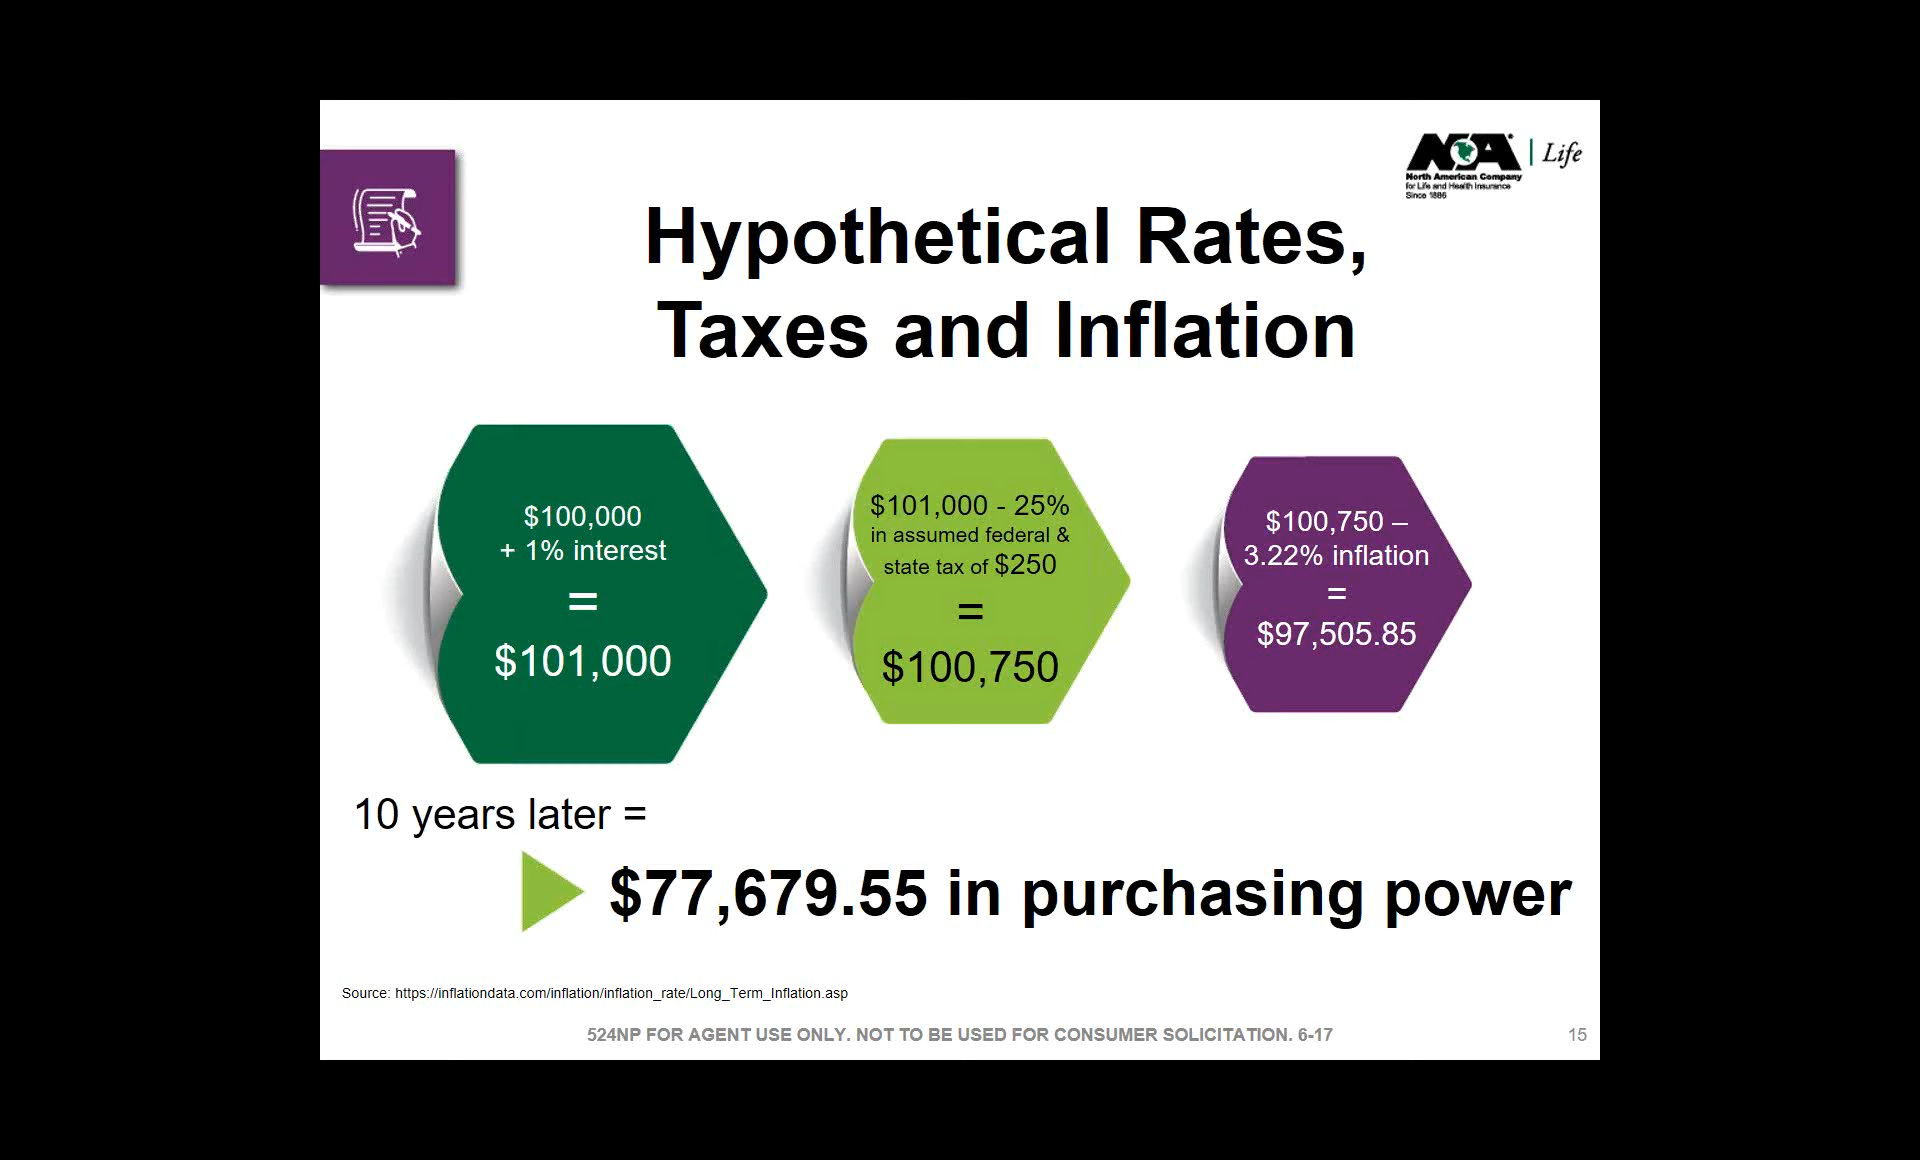 NA Life
North American Company
for Life and Health Insurance
Since 1886
Hypothetical Rates,
Taxes and Inflation
$100,000
+ 1% interest
=
$101,000
$101,000 - 25%
in assumed federal &
state tax of $250
=
$100,750
$100,750 –
3.22% inflation
=
$97,505.85
10 years later =
$77,679.55 in purchasing power
Source: https://inflationdata.com/inflation/inflation_rate/Long_Term_Inflation.asp
524NP FOR AGENT USE ONLY. NOT TO BE USED FOR CONSUMER SOLICITATION. 6-17
15